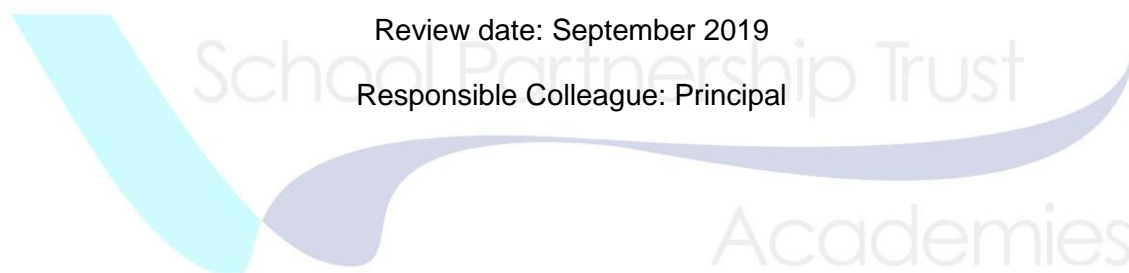 Review date: September 2019
School Partnership Trust
Responsible Colleague: Principal
Academies